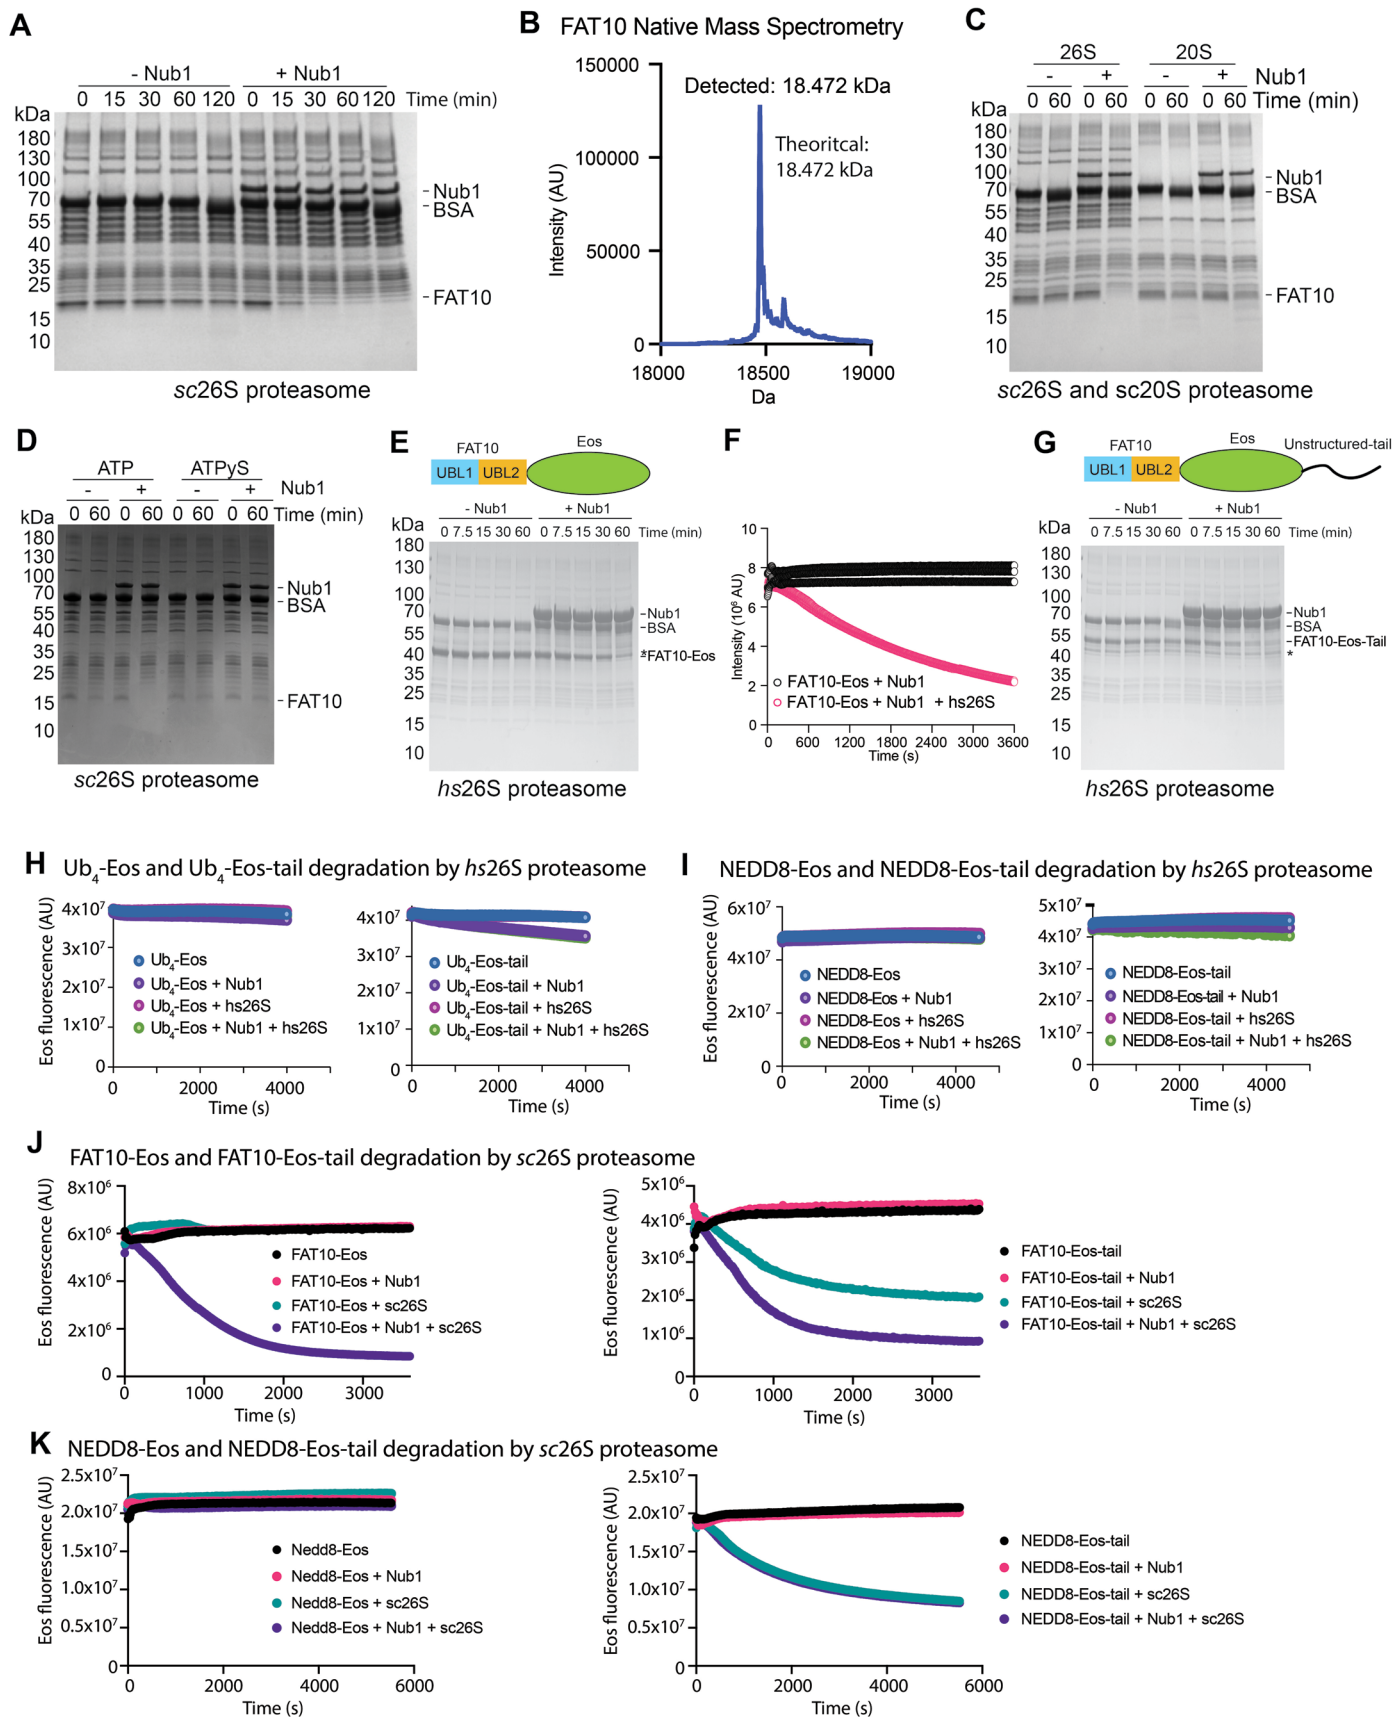 A
- Nub1 + Nub1
0 15 30 60 120 0 15 30 60 120 Time (min)
kDa
180
130
100
70
55
40
35
25
15
10
Nub1
BSA
FAT10
sc26S proteasome
B FAT10 Native Mass Spectrometry
150000
100000
50000
0
Intensity (AU)
Detected: 18.472 kDa
Theoritcal:
18.472 kDa
18000 18500 19000
Da
C
26S 20S
- + - + Nub1
0 60 0 60 0 60 0 60 Time (min)
kDa
180
130
100
70
55
40
35
25
15
10
Nub1
BSA
FAT10
sc26S and sc20S proteasome
D
ATP ATPyS
- + - + Nub1
0 60 0 60 0 60 0 60 Time (min)
kDa
180
130
100
70
55
40
35
25
15
10
Nub1
BSA
FAT10
sc26S proteasome
E
FAT10 Eos
UBL1 UBL2
- Nub1 + Nub1
0 7.5 15 30 60 0 7.5 15 30 60 Time (min)
kDa
180
130
100
70
55
40
35
25
15
10
Nub1
BSA
*FAT10-Eos
hs26S proteasome
F
10
8
6
4
2
0
Intensity (10⁶ AU)
FAT10-Eos + Nub1
FAT10-Eos + Nub1 + hs26S
0 600 1200 1800 2400 3000 3600
Time (s)
G
FAT10 Eos Unstructured-tail
UBL1 UBL2
- Nub1 + Nub1
0 7.5 15 30 60 0 7.5 15 30 60 Time (min)
kDa
180
130
100
70
55
40
35
25
15
10
Nub1
BSA
FAT10-Eos-Tail
*
hs26S proteasome
H Ub₄-Eos and Ub₄-Eos-tail degradation by hs26S proteasome
Eos fluorescence (AU)
4x10⁷
3x10⁷
2x10⁷
1x10⁷
0
Ub₄-Eos
Ub₄-Eos + Nub1
Ub₄-Eos + hs26S
Ub₄-Eos + Nub1 + hs26S
0 2000 4000
Time (s)
4x10⁷
3x10⁷
2x10⁷
1x10⁷
0
Ub₄-Eos-tail
Ub₄-Eos-tail + Nub1
Ub₄-Eos-tail + hs26S
Ub₄-Eos-tail + Nub1 + hs26S
0 2000 4000
Time (s)
I NEDD8-Eos and NEDD8-Eos-tail degradation by hs26S proteasome
Eos fluorescence (AU)
6x10⁷
4x10⁷
2x10⁷
0
NEDD8-Eos
NEDD8-Eos + Nub1
NEDD8-Eos + hs26S
NEDD8-Eos + Nub1 + hs26S
0 2000 4000
Time (s)
5x10⁷
4x10⁷
3x10⁷
2x10⁷
1x10⁷
0
NEDD8-Eos-tail
NEDD8-Eos-tail + Nub1
NEDD8-Eos-tail + hs26S
NEDD8-Eos-tail + Nub1 + hs26S
0 2000 4000
Time (s)
J
FAT10-Eos and FAT10-Eos-tail degradation by sc26S proteasome
Eos fluorescence (AU)
8x10⁶
6x10⁶
4x10⁶
2x10⁶
0
FAT10-Eos
FAT10-Eos + Nub1
FAT10-Eos + sc26S
FAT10-Eos + Nub1 + sc26S
0 1000 2000 3000
Time (s)
Eos fluorescence (AU)
5x10⁶
4x10⁶
3x10⁶
2x10⁶
1x10⁶
0
FAT10-Eos-tail
FAT10-Eos-tail + Nub1
FAT10-Eos-tail + sc26S
FAT10-Eos-tail + Nub1 + sc26S
0 1000 2000 3000
Time (s)
K NEDD8-Eos and NEDD8-Eos-tail degradation by sc26S proteasome
Eos fluorescence (AU)
2.5x10⁷
2.0x10⁷
1.5x10⁷
1.0x10⁷
0.5x10⁷
0
Nedd8-Eos
Nedd8-Eos + Nub1
Nedd8-Eos + sc26S
Nedd8-Eos + Nub1 + sc26S
0 2000 4000 6000
Time (s)
Eos fluorescence (AU)
2.5x10⁷
2.0x10⁷
1.5x10⁷
1.0x10⁷
0.5x10⁷
0
NEDD8-Eos-tail
NEDD8-Eos-tail + Nub1
NEDD8-Eos-tail + sc26S
NEDD8-Eos-tail + Nub1 + sc26S
0 2000 4000 6000
Time (s)